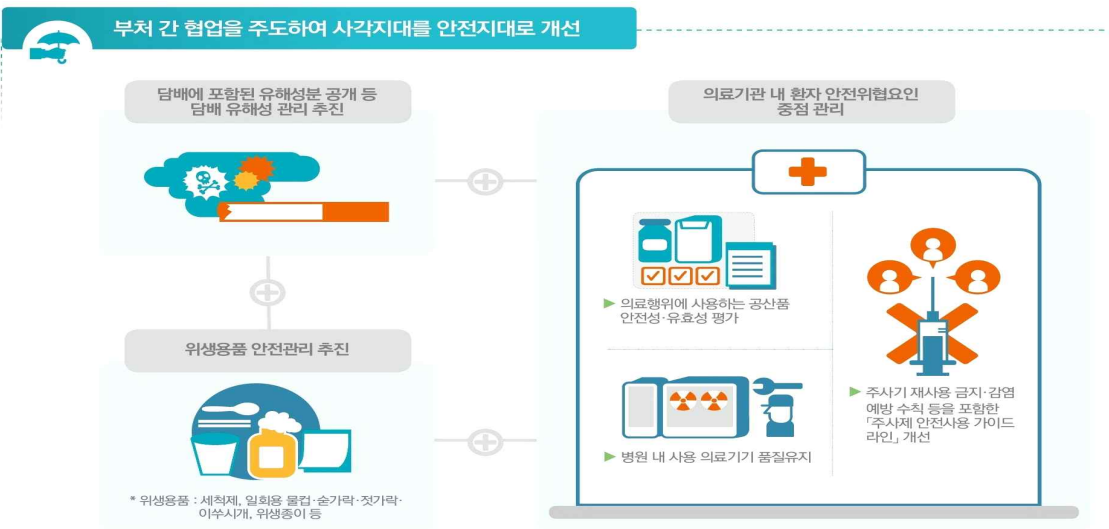 부처 간 협업을 주도하여 사각지대를 안전지대로 개선
담배에 포함된 유해성분 공개 등
담배 유해성 관리 추진
위생용품 안전관리 추진
* 위생용품 : 세척제, 일회용 물컵·숟가락·젓가락·
이쑤시개, 위생종이 등
의료기관 내 환자 안전위협요인
중점 관리
▶ 의료행위에 사용하는 공산품
안전성·유효성 평가
▶ 병원 내 사용 의료기기 품질유지
▶ 주사기 재사용 금지·감염
예방 수칙 등을 포함한
「주사제 안전사용 가이드
라인」 개선